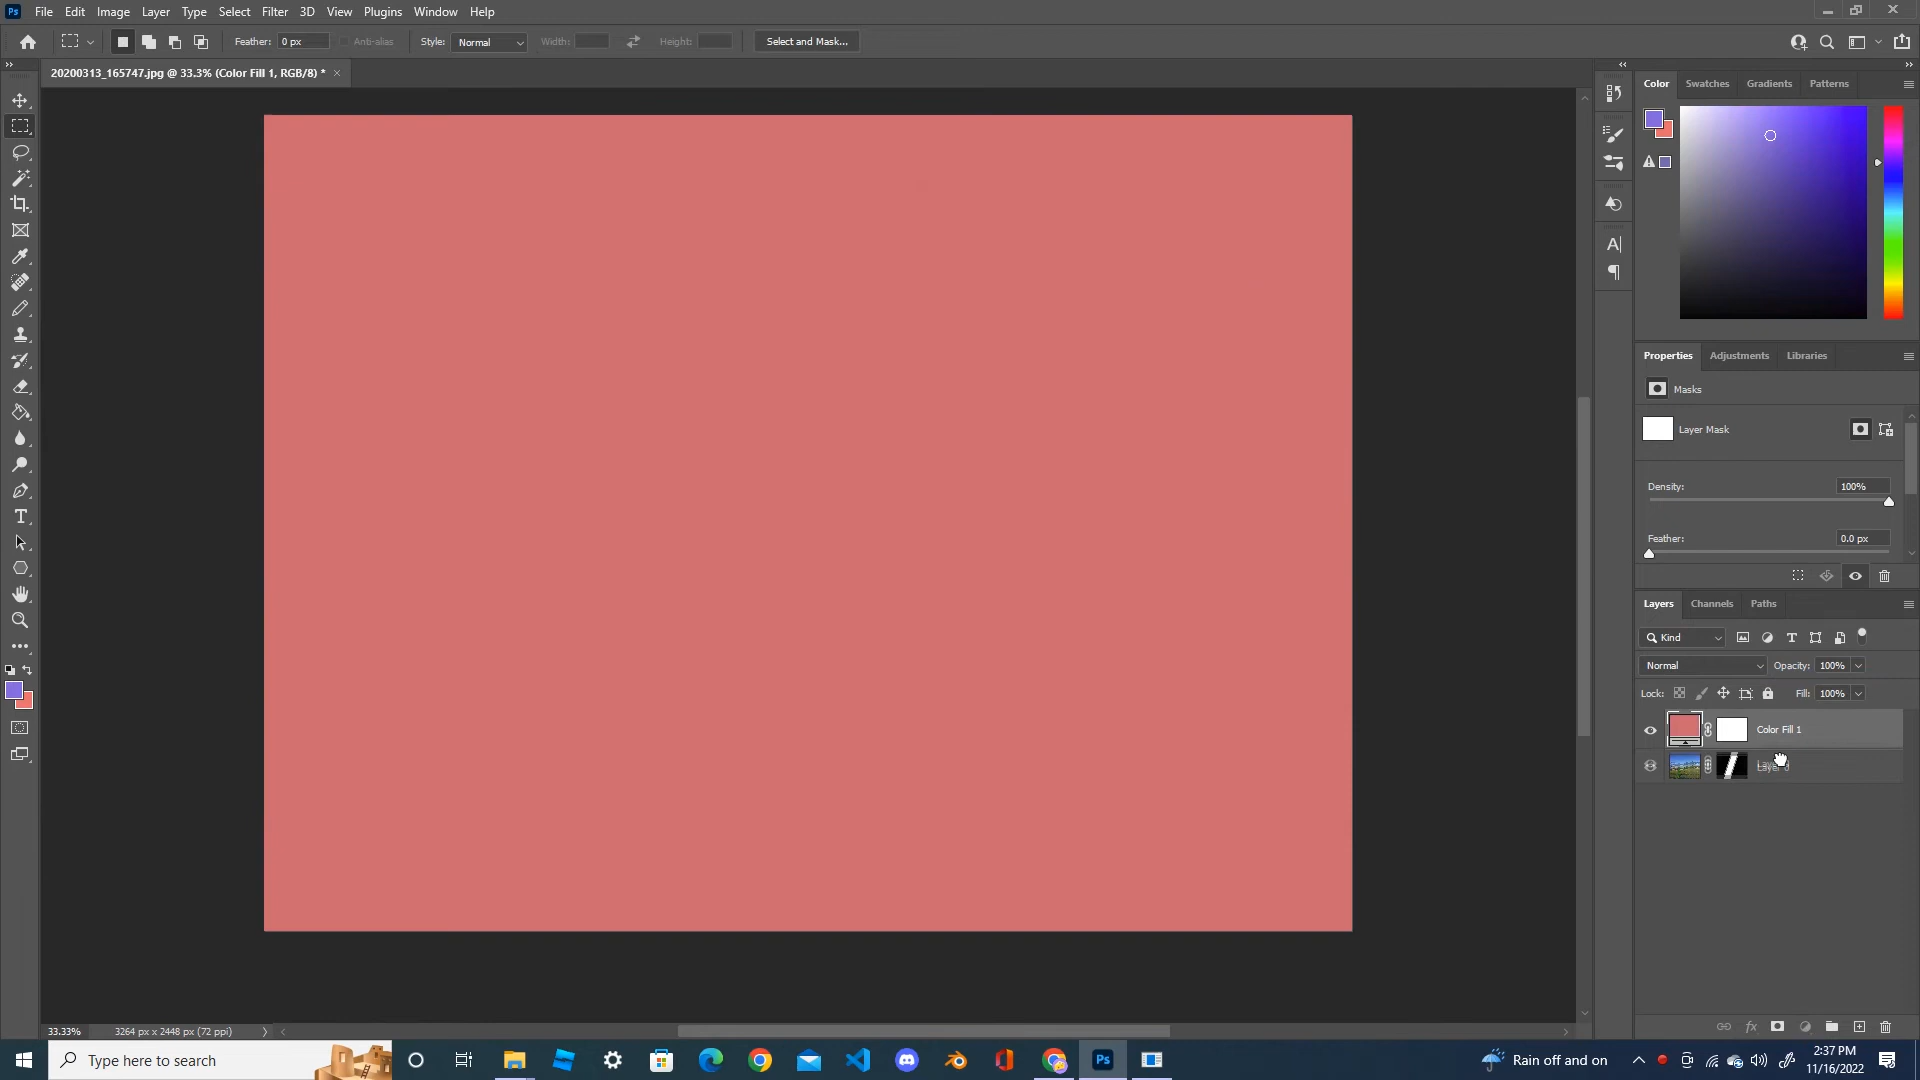 Ps File Edit Image Layer Type Select Filter 3D View Plugins Window Help
Feather: 0 px Anti-alias Style: Normal Width: Height: Select and Mask...
20200313_165747.jpg @ 33.3% (Color Fill 1, RGB/8) * ×
Color Swatches Gradients Patterns
Properties Adjustments Libraries
Masks
Layer Mask
Density: 100%
Feather: 0.0 px
Layers Channels Paths
Kind
Normal Opacity: 100%
Lock: Fill: 100%
Color Fill 1
33.33% 3264 px x 2448 px (72 ppi)
Type here to search
Ps
Rain off and on
2:37 PM
11/16/2022